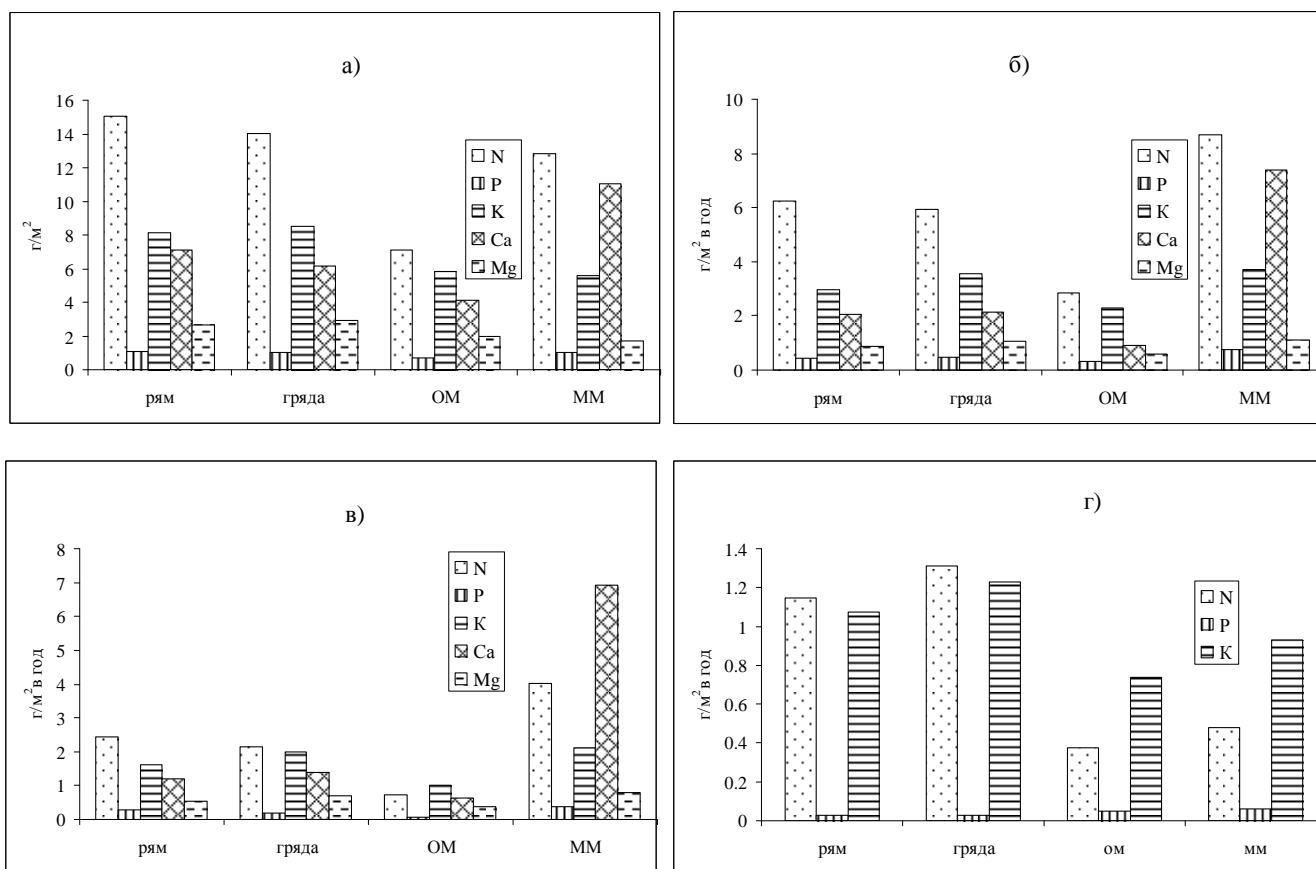 а)
16
14
12
10
8
6
4
2
0
г/м²
N
P
K
Ca
Mg
рям гряда ОМ ММ
б)
10
8
6
4
2
0
г/м² в год
N
P
К
Ca
Mg
рям гряда ОМ ММ
в)
8
7
6
5
4
3
2
1
0
г/м² в год
N
P
К
Ca
Mg
рям гряда ОМ ММ
г)
1.4
1.2
1
0.8
0.6
0.4
0.2
0
г/м² в год
N
P
К
рям гряда ом мм